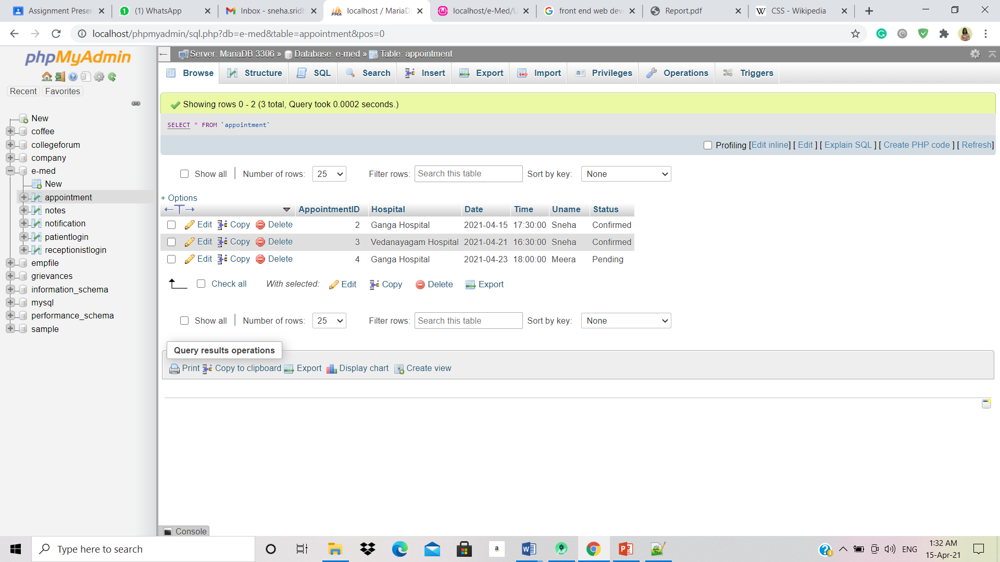 Assignment Presen
(1) WhatsApp
Inbox - sneha.sridh
localhost / MariaD
localhost/e-Med/U
front end web deve
Report.pdf
CSS - Wikipedia
localhost/phpmyadmin/sql.php?db=e-med&table=appointment&pos=0
phpMyAdmin
Recent Favorites
New
coffee
collegeforum
company
e-med
New
appointment
notes
notification
patientlogin
receptionistlogin
empfile
grievances
information_schema
mysql
performance_schema
sample
Server: MariaDB:3306 » Database: e-med » Table: appointment
Browse Structure SQL Search Insert Export Import Privileges Operations Triggers
Showing rows 0 - 2 (3 total, Query took 0.0002 seconds.)
SELECT * FROM `appointment`
Profiling [Edit inline] [ Edit ] [ Explain SQL ] [ Create PHP code ] [ Refresh]
Show all | Number of rows: 25 Filter rows: Search this table Sort by key: None
+ Options
←T→ AppointmentID Hospital Date Time Uname Status
Edit Copy Delete 2 Ganga Hospital 2021-04-15 17:30:00 Sneha Confirmed
Edit Copy Delete 3 Vedanayagam Hospital 2021-04-21 16:30:00 Sneha Confirmed
Edit Copy Delete 4 Ganga Hospital 2021-04-23 18:00:00 Meera Pending
Check all With selected: Edit Copy Delete Export
Show all | Number of rows: 25 Filter rows: Search this table Sort by key: None
Query results operations
Print Copy to clipboard Export Display chart Create view
Console
Type here to search
ENG
1:32 AM
15-Apr-21